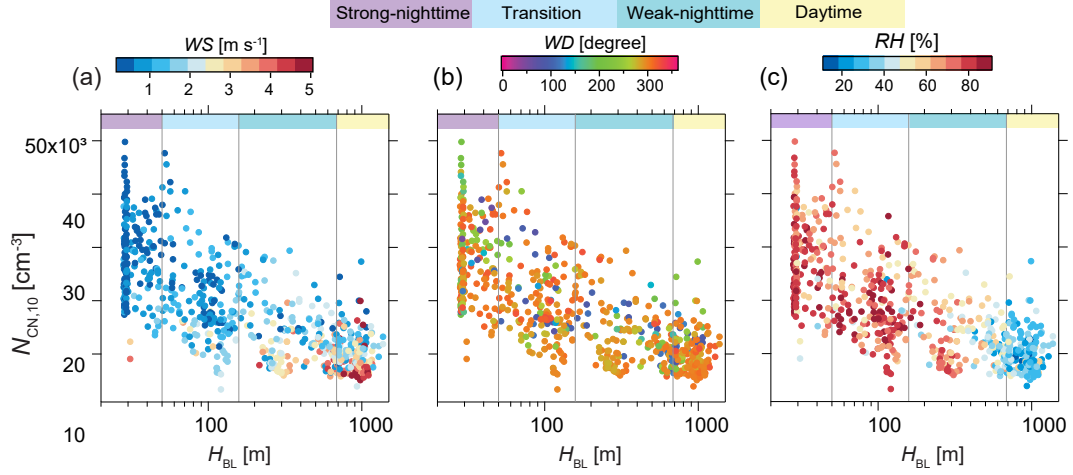 Strong-nighttime Transition Weak-nighttime Daytime
WS [m s⁻¹] WD [degree] RH [%]
1 2 3 4 5 0 100 200 300 20 40 60 80
(a) (b) (c)
50x10³
40
30
20
10
N_CN,10 [cm⁻³]
100 1000 100 1000 100 1000
H_BL [m] H_BL [m] H_BL [m]